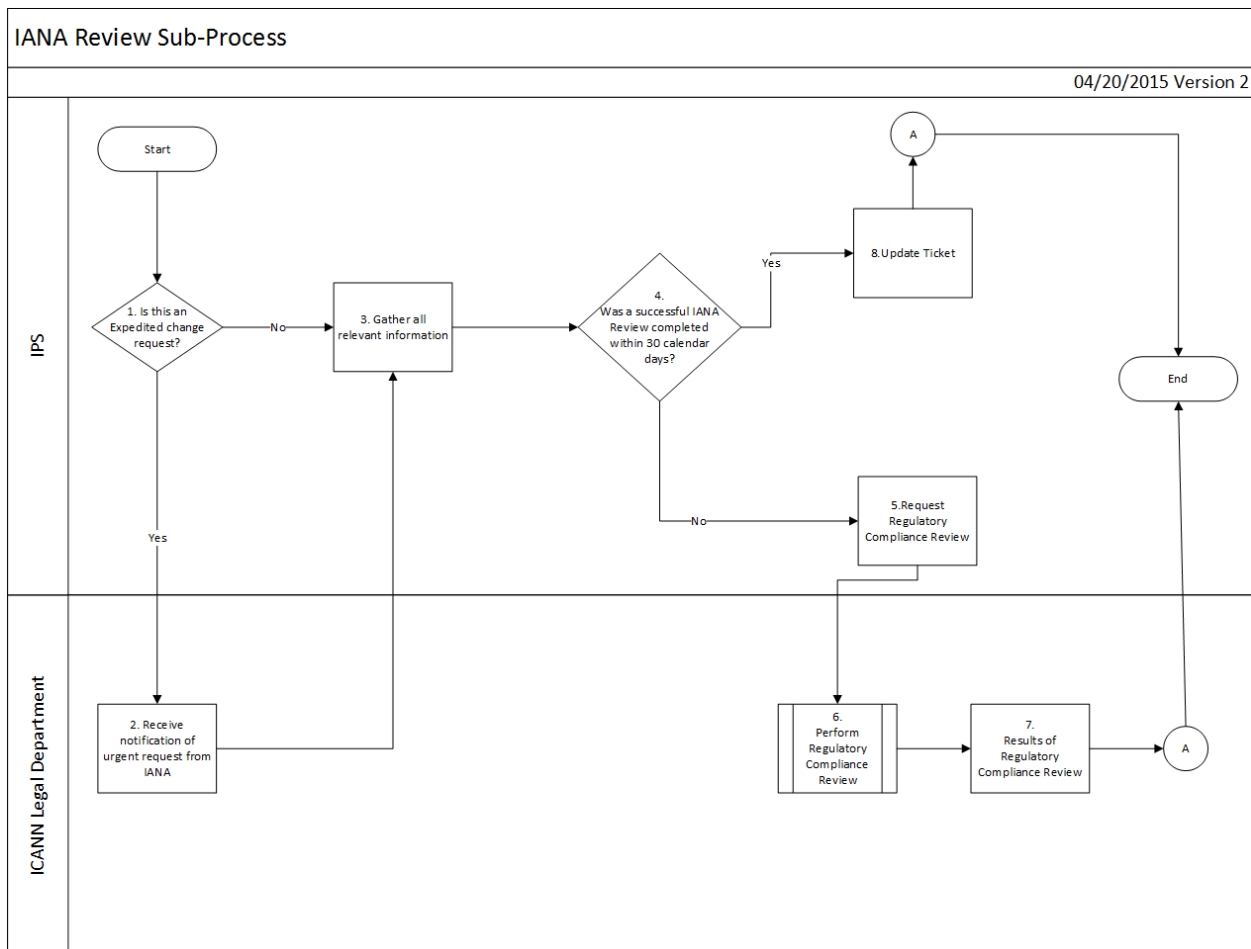 IANA Review Sub-Process
04/20/2015 Version 2
IPS
Start
A
8.Update Ticket
Yes
4.
Was a successful IANA
Review completed
within 30 calendar
days?
1. Is this an
Expedited change
request?
No
3. Gather all
relevant information
End
5.Request
Regulatory
Compliance Review
No
Yes
ICANN Legal Department
2. Receive
notification of
urgent request from
IANA
6.
Perform
Regulatory
Compliance
Review
7.
Results of
Regulatory
Compliance Review
A